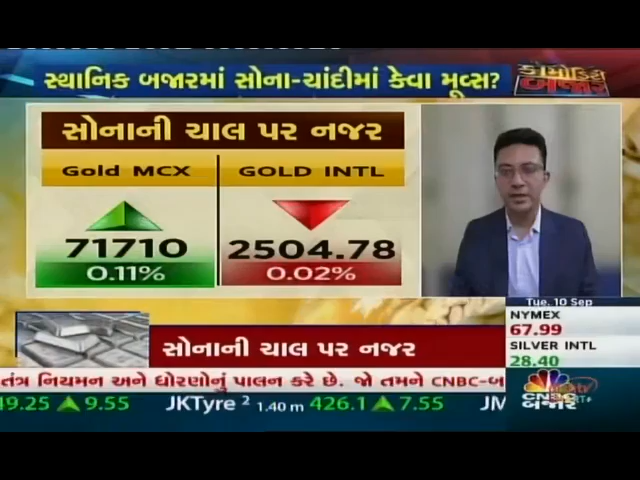 સ્થાનિક બજારમાં સોના-ચાંદીમાં કેવા મૂવ્સ?
કોમોડિટી
બજાર
સોનાની ચાલ પર નજર
Gold MCX
GOLD INTL
71710
2504.78
0.11%
0.02%
Tue, 10 Sep
NYMEX
67.99
SILVER INTL
28.40
સોનાની ચાલ પર નજર
તંત્ર નિયમન અને ધોરણોનું પાલન કરે છે. જો તમને CNBC-બ
49.25 9.55 JKTyre 2 1.40 m 426.1 7.55 JM
CNBC
બજાર